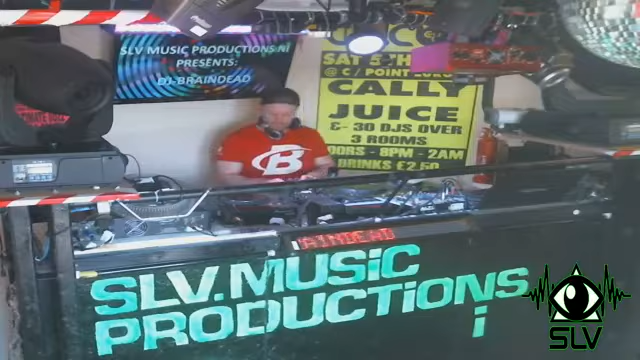 SLV MUSIC PRODUCTIONS NI
PRESENTS:
DJ-BRAINDEAD
SAT 5TH
@ C/POINT
CALLY
JUICE
£- 30 DJS OVER
3 ROOMS
DOORS - 8PM - 2AM
DRINKS £2.50
B
SLV.MUSiC
PRODUCTiONS
i
SLV